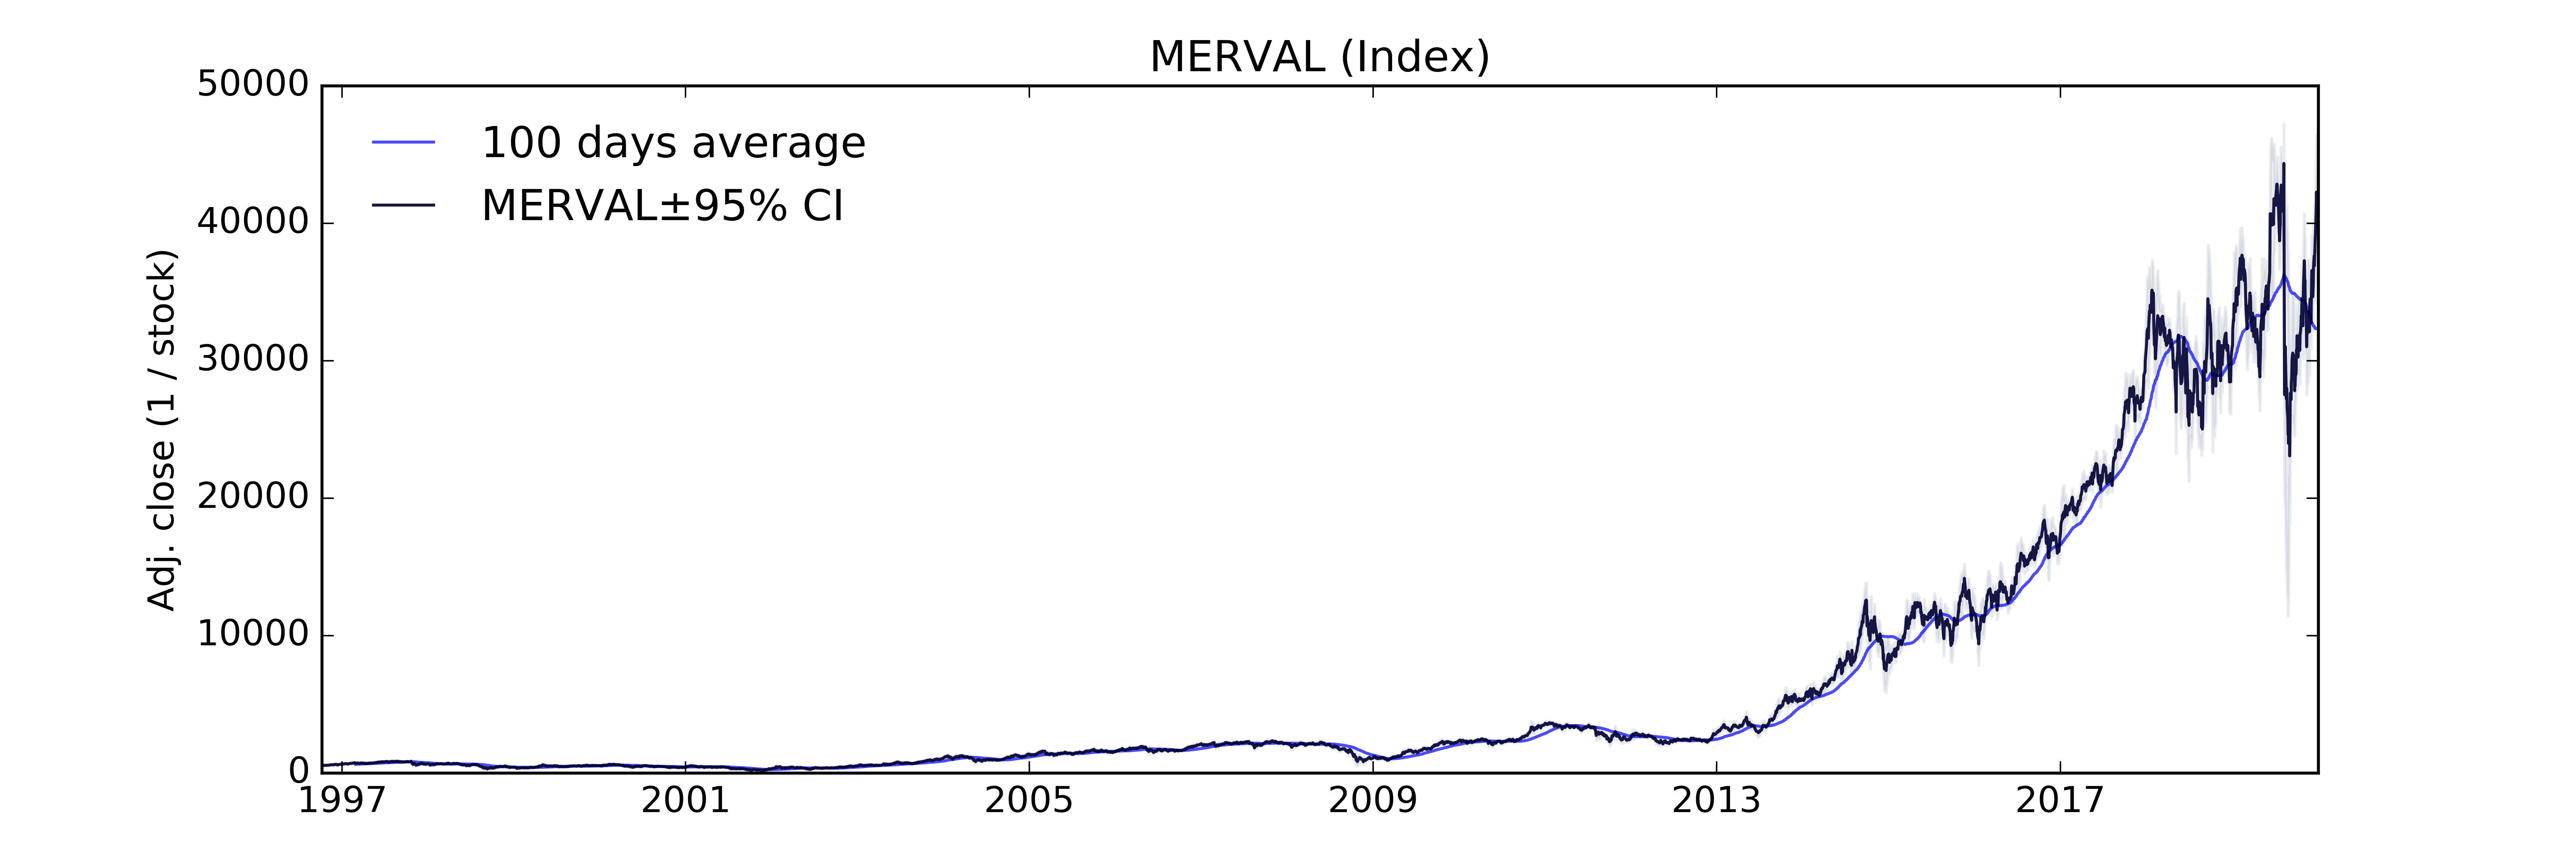 MERVAL (Index)
50000
100 days average
MERVAL±95% CI
40000
30000
20000
10000
0
Adj. close (1 / stock)
1997 2001 2005 2009 2013 2017